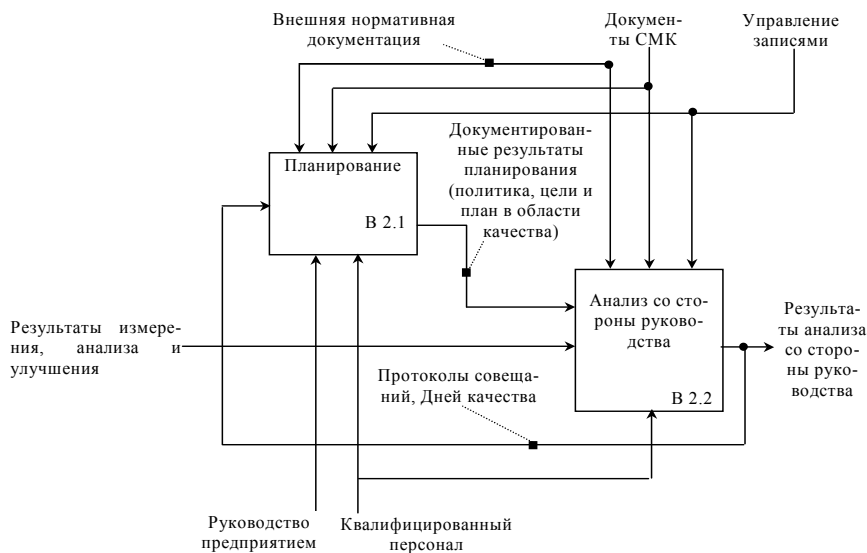 Внешняя нормативная
документация
Докумен-
ты СМК
Управление
записями
Документирован-
ные результаты
планирования
(политика, цели и
план в области
качества)
Планирование
В 2.1
Анализ со сто-
роны руково-
дства
В 2.2
Результаты измере-
ния, анализа и
улучшения
Результа-
ты анализа
со сторо-
ны руко-
водства
Протоколы совеща-
ний, Дней качества
Руководство
предприятием
Квалифицированный
персонал